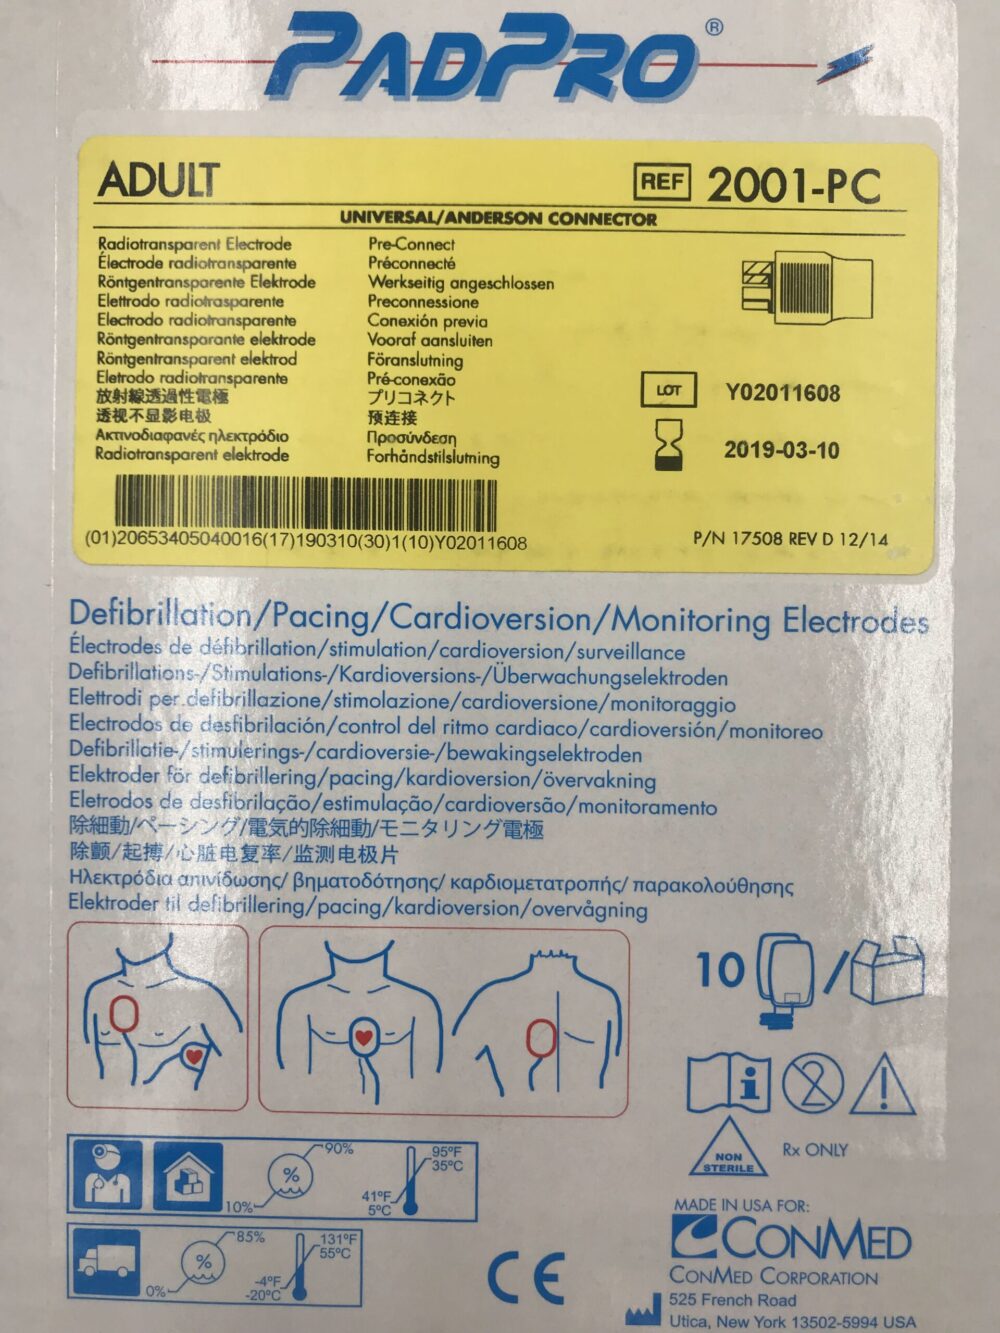 PADPRO®
ADULT
REF 2001-PC
UNIVERSAL/ANDERSON CONNECTOR
Radiotransparent Electrode Pre-Connect
Électrode radiotransparente Préconnecté
Röntgentransparente Elektrode Werkseitig angeschlossen
Elettrodo radiotrasparente Preconnessione
Electrodo radiotransparente Conexión previa
Röntgentransparante elektrode Vooraf aansluiten
Röntgentransparent elektrod Föranslutning
Eletrodo radiotransparente Pré-conexão
放射線透過性電極 プリコネクト
透视不显影电极 预连接
Ακτινοδιαφανές ηλεκτρόδιο Προσύνδεση
Radiotransparent elektrode Forhåndstilslutning
LOT Y02011608
2019-03-10
(01)20653405040016(17)190310(30)1(10)Y02011608
P/N 17508 REV D 12/14
Defibrillation/Pacing/Cardioversion/Monitoring Electrodes
Électrodes de défibrillation/stimulation/cardioversion/surveillance
Defibrillations-/Stimulations-/Kardioversions-/Überwachungselektroden
Elettrodi per defibrillazione/stimolazione/cardioversione/monitoraggio
Electrodos de desfibrilación/control del ritmo cardiaco/cardioversión/monitoreo
Defibrillatie-/stimulerings-/cardioversie-/bewakingselektroden
Elektroder för defibrillering/pacing/kardioversion/övervakning
Eletrodos de desfibrilação/estimulação/cardioversão/monitoramento
除細動/ペーシング/電気的除細動/モニタリング電極
除颤/起搏/心脏电复率/监测电极片
Ηλεκτρόδια απινίδωσης/ βηματοδότησης/ καρδιομετατροπής/ παρακολούθησης
Elektroder til defibrillering/pacing/kardioversion/overvågning
10 /
i 2 !
NON
STERILE
Rx ONLY
% 90%
10%
95°F
35°C
41°F
5°C
% 85%
0%
131°F
55°C
-4°F
-20°C
CE
MADE IN USA FOR:
CONMED
CONMED CORPORATION
525 French Road
Utica, New York 13502-5994 USA